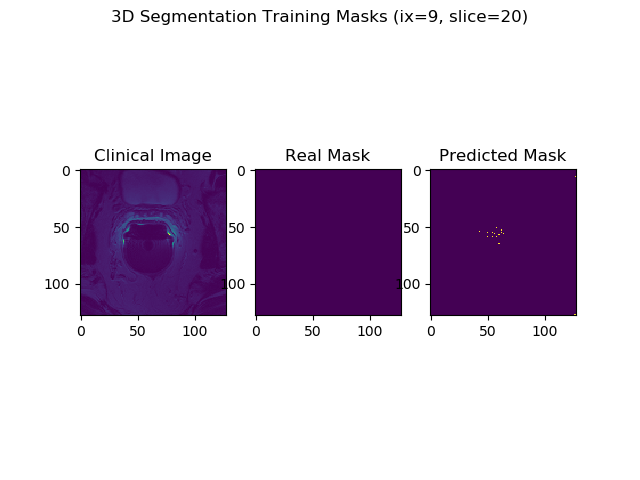 3D Segmentation Training Masks (ix=9, slice=20)
Clinical Image Real Mask Predicted Mask
0 0 0
50 50 50
100 100 100
0 50 100 0 50 100 0 50 100